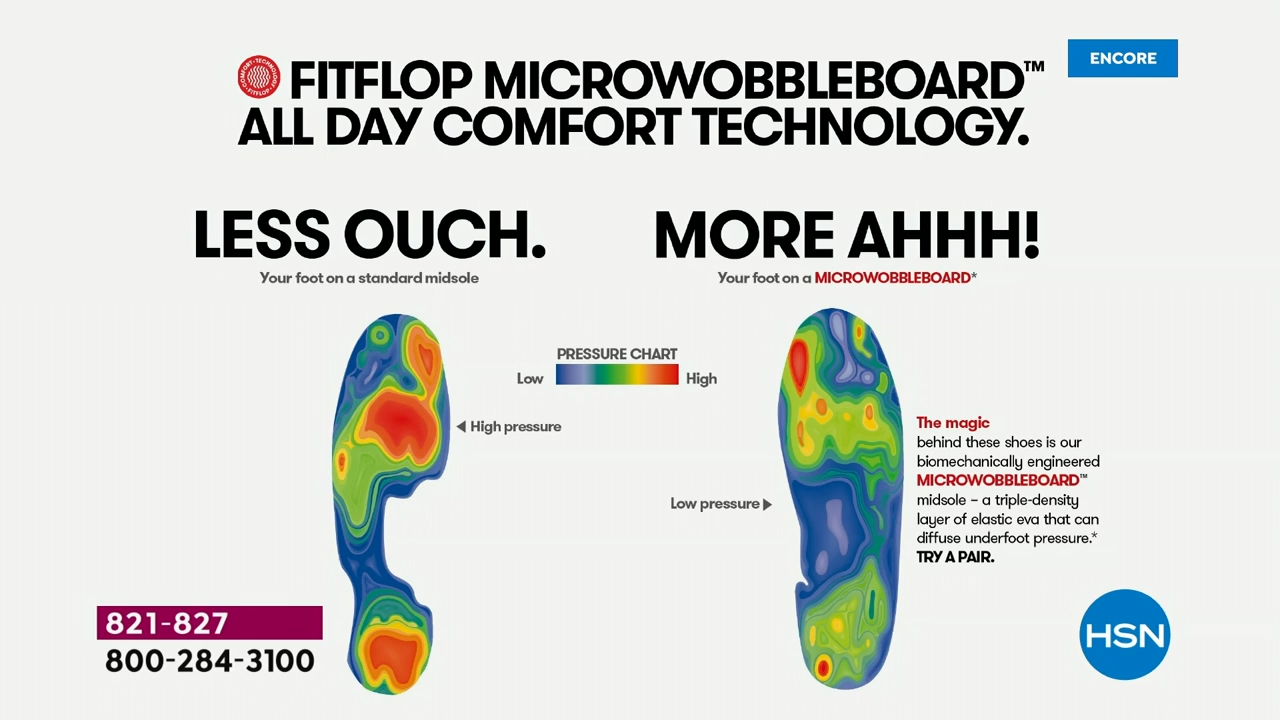 ENCORE
FITFLOP MICROWOBBLEBOARD™
ALL DAY COMFORT TECHNOLOGY.
LESS OUCH.
Your foot on a standard midsole
MORE AHHH!
Your foot on a MICROWOBBLEBOARD*
PRESSURE CHART
Low
High
High pressure
Low pressure
The magic
behind these shoes is our
biomechanically engineered
MICROWOBBLEBOARD™
midsole – a triple-density
layer of elastic eva that can
diffuse underfoot pressure.*
TRY A PAIR.
821-827
800-284-3100
HSN